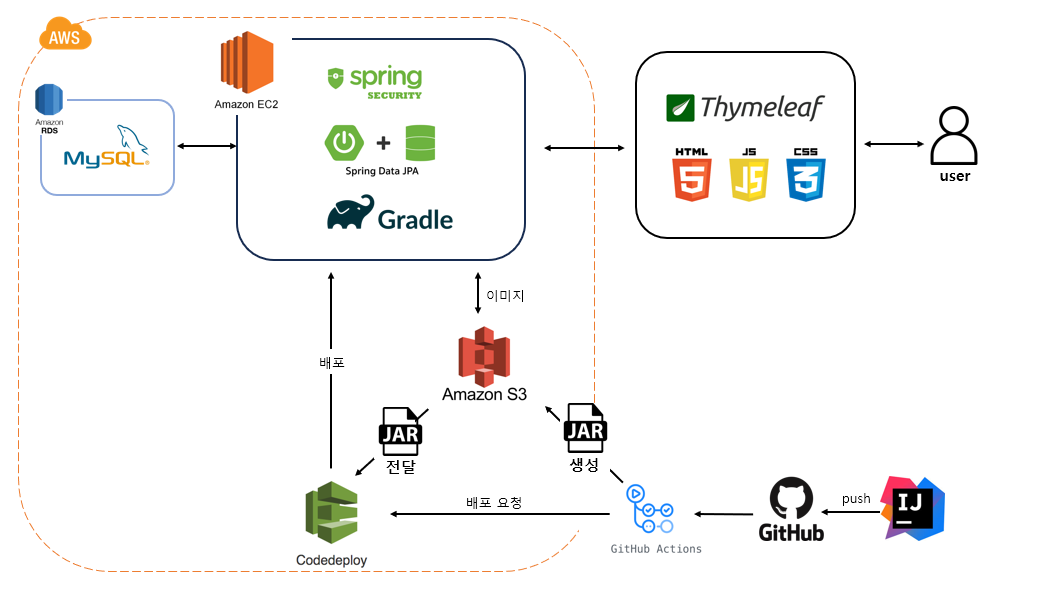 AWS
Amazon EC2
Amazon
RDS
MySQL®
spring
SECURITY
+
Spring Data JPA
Gradle
Thymeleaf
HTML
JS
CSS
5
JS
3
user
이미지
배포
Amazon S3
JAR
전달
JAR
생성
배포 요청
Codedeploy
GitHub Actions
GitHub
push
IJ